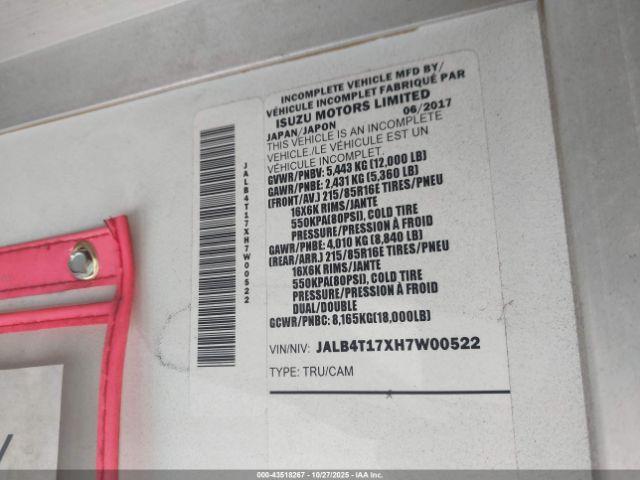 INCOMPLETE VEHICLE MFD BY/
VÉHICULE INCOMPLET FABRIQUÉ PAR
ISUZU MOTORS LIMITED
JAPAN/JAPON 06/2017
THIS VEHICLE IS AN INCOMPLETE
VEHICLE./LE VÉHICULE EST UN
VÉHICULE INCOMPLET.
GVWR/PNBV: 5,443 KG (12,000 LB)
GAWR/PNBE: 2,431 KG (5,360 LB)
(FRONT/AV.) 215/85R16E TIRES/PNEU
16X6K RIMS/JANTE
550KPA(80PSI), COLD TIRE
PRESSURE/PRESSION À FROID
GAWR/PNBE: 4,010 KG (8,840 LB)
(REAR/ARR.) 215/85R16E TIRES/PNEU
16X6K RIMS/JANTE
550KPA(80PSI), COLD TIRE
PRESSURE/PRESSION À FROID
DUAL/DOUBLE
GCWR/PNBC: 8,165KG(18,000LB)
VIN/NIV: JALB4T17XH7W00522
TYPE: TRU/CAM
X
JALB4T17XH7W00522
000-43518267 • 10/27/2025 • IAA Inc.